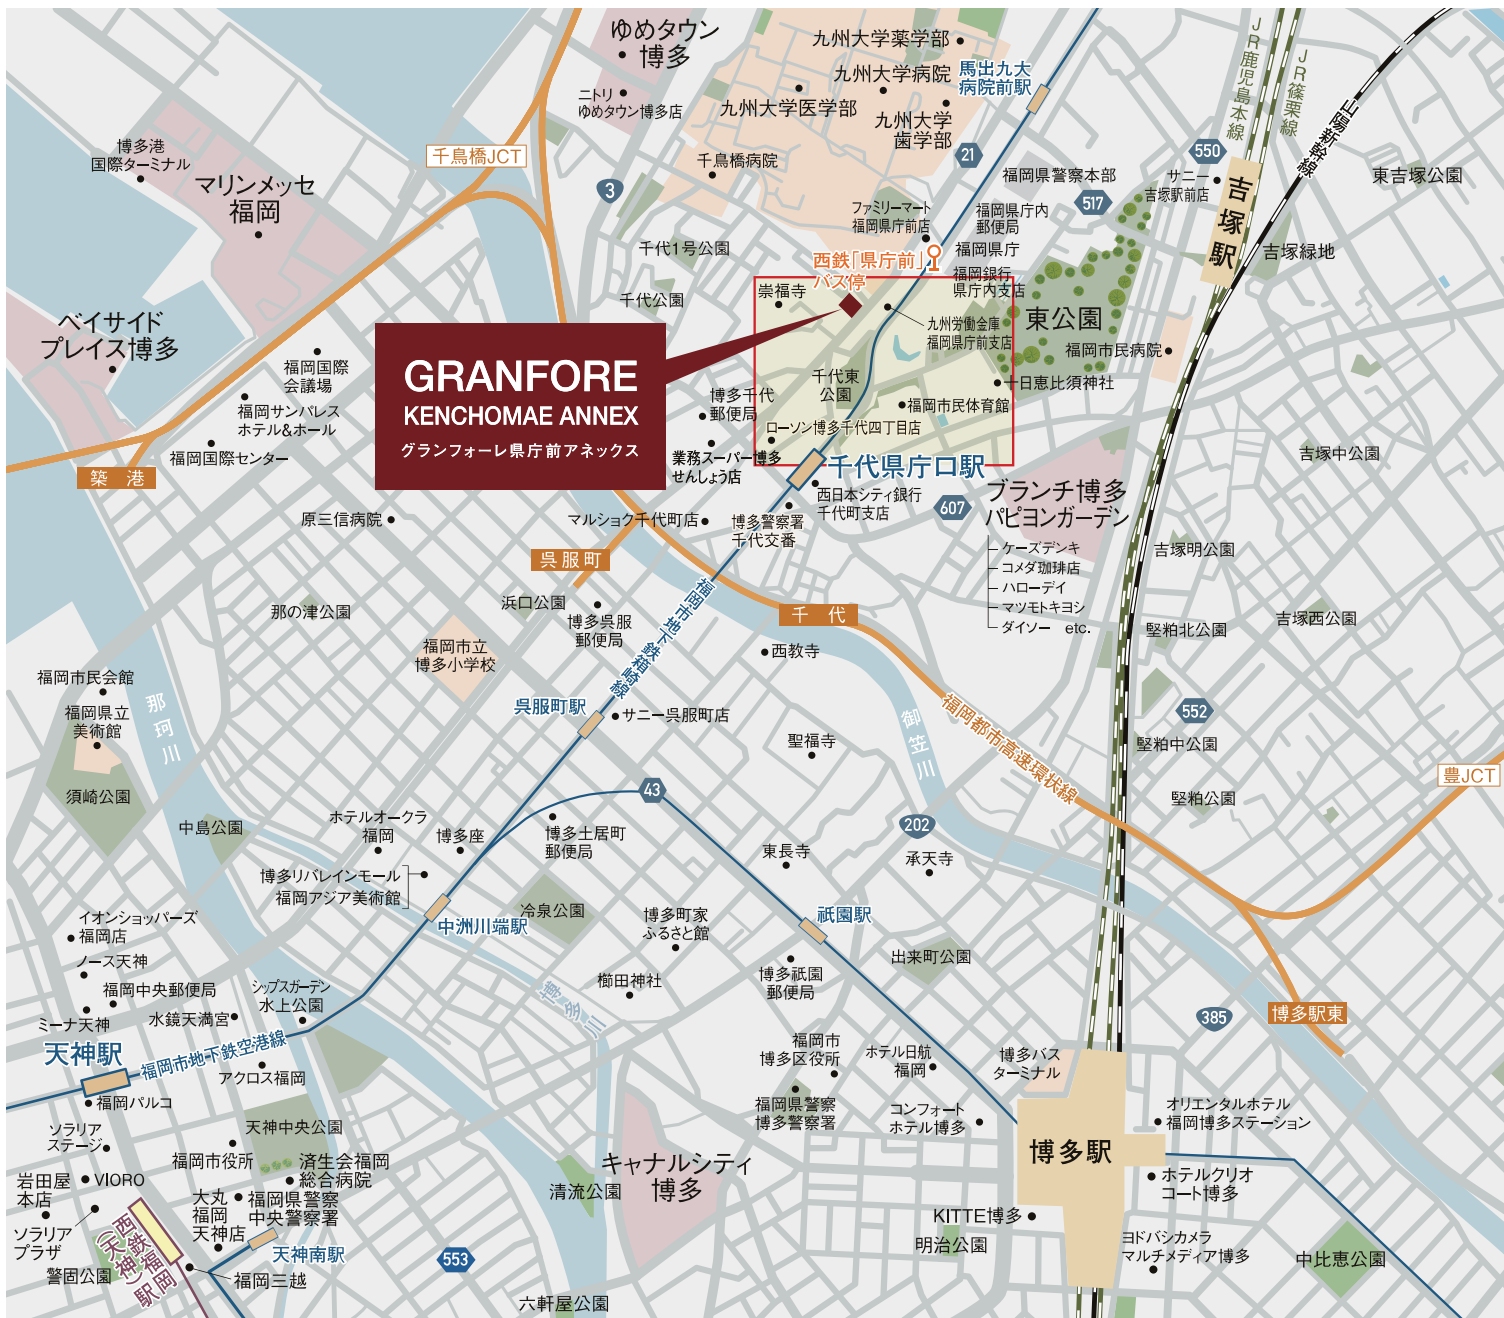 ゆめタウン
博多
ニトリ
ゆめタウン博多店
九州大学薬学部
九州大学病院
九州大学医学部
九州大学
歯学部
馬出九大
病院前駅
JR鹿児島本線
JR篠栗線
山陽新幹線
博多港
国際ターミナル
マリンメッセ
福岡
千鳥橋JCT
千鳥橋病院
3
21
福岡県警察本部
517
550
サニー
吉塚駅前店
吉塚駅
東吉塚公園
ファミリーマート
福岡県庁前店
福岡県庁内
郵便局
福岡県庁
千代1号公園
西鉄「県庁前」
バス停
福岡銀行
県庁内支店
吉塚緑地
千代公園
崇福寺
九州労働金庫
福岡県庁前支店
東公園
福岡市民病院
ベイサイド
プレイス博多
GRANFORE
KENCHOMAE ANNEX
グランフォーレ県庁前アネックス
福岡国際
会議場
福岡サンパレス
ホテル&ホール
福岡国際センター
築港
千代東
公園
十日恵比須神社
博多千代
郵便局
福岡市民体育館
ローソン博多千代四丁目店
業務スーパー博多
せんしょう店
千代県庁口駅
吉塚中公園
西日本シティ銀行
千代町支店
607
ブランチ博多
パピヨンガーデン
ケーズデンキ
コメダ珈琲店
ハローデイ
マツモトキヨシ
ダイソー etc.
原三信病院
マルショク千代町店
博多警察署
千代交番
呉服町
吉塚明公園
那の津公園
浜口公園
博多呉服
郵便局
福岡市地下鉄箱崎線
千代
吉塚西公園
堅粕北公園
福岡市立
博多小学校
西教寺
福岡市民会館
福岡県立
美術館
那珂川
呉服町駅
サニー呉服町店
聖福寺
御笠川
福岡都市高速環状線
552
堅粕中公園
豊JCT
須崎公園
中島公園
43
堅粕公園
ホテルオークラ
福岡
博多座
博多土居町
郵便局
東長寺
202
承天寺
博多リバレインモール
福岡アジア美術館
イオンショッパーズ
福岡店
ノース天神
中洲川端駅
冷泉公園
博多町家
ふるさと館
祇園駅
出来町公園
福岡中央郵便局
シップスガーデン
水上公園
櫛田神社
博多川
博多祇園
郵便局
ミーナ天神
水鏡天満宮
385
博多駅東
天神駅
福岡市地下鉄空港線
アクロス福岡
福岡市
博多区役所
ホテル日航
福岡
博多バス
ターミナル
福岡パルコ
福岡県警察
博多警察署
コンフォート
ホテル博多
オリエンタルホテル
福岡博多ステーション
ソラリア
ステージ
天神中央公園
博多駅
福岡市役所
済生会福岡
総合病院
キャナルシティ
博多
岩田屋
本店
VIORO
清流公園
ホテルクリオ
コート博多
大丸
福岡
天神店
福岡県警察
中央警察署
KITTE博多
ソラリア
プラザ
天神南駅
553
明治公園
ヨドバシカメラ
マルチメディア博多
中比恵公園
警固公園
西鉄福岡
(天神)駅
福岡三越
六軒屋公園